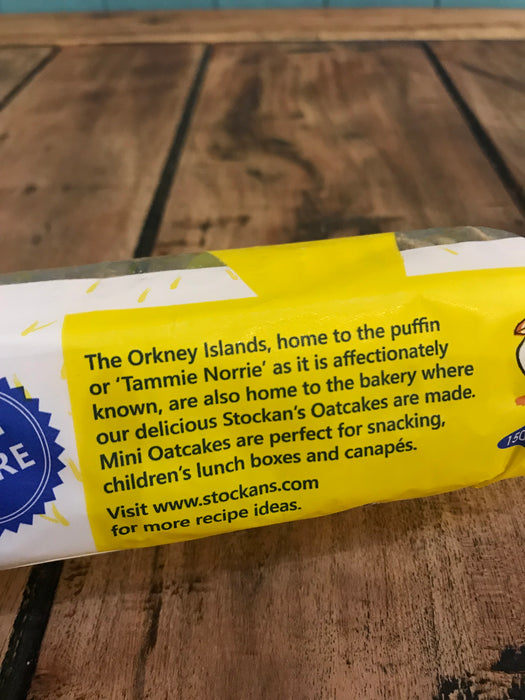 The Orkney Islands, home to the puffin
or 'Tammie Norrie' as it is affectionately
known, are also home to the bakery where
our delicious Stockan's Oatcakes are made.
Mini Oatcakes are perfect for snacking,
children's lunch boxes and canapés.
Visit www.stockans.com
for more recipe ideas.
RE
150